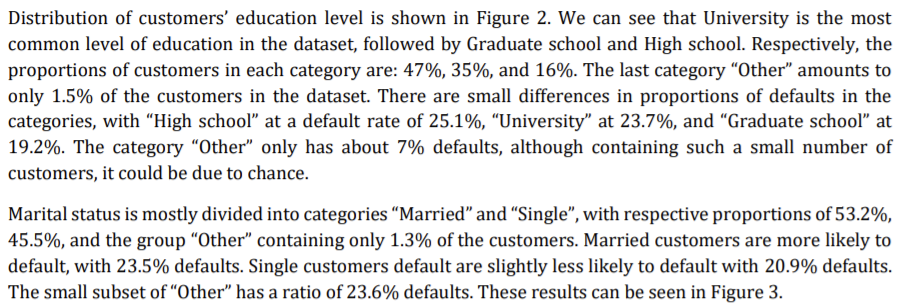 Distribution of customers’ education level is shown in Figure 2. We can see that University is the most
common level of education in the dataset, followed by Graduate school and High school. Respectively, the
proportions of customers in each category are: 47%, 35%, and 16%. The last category “Other” amounts to
only 1.5% of the customers in the dataset. There are small differences in proportions of defaults in the
categories, with “High school” at a default rate of 25.1%, “University” at 23.7%, and “Graduate school” at
19.2%. The category “Other” only has about 7% defaults, although containing such a small number of
customers, it could be due to chance.
Marital status is mostly divided into categories “Married” and “Single”, with respective proportions of 53.2%,
45.5%, and the group “Other” containing only 1.3% of the customers. Married customers are more likely to
default, with 23.5% defaults. Single customers default are slightly less likely to default with 20.9% defaults.
The small subset of “Other” has a ratio of 23.6% defaults. These results can be seen in Figure 3.